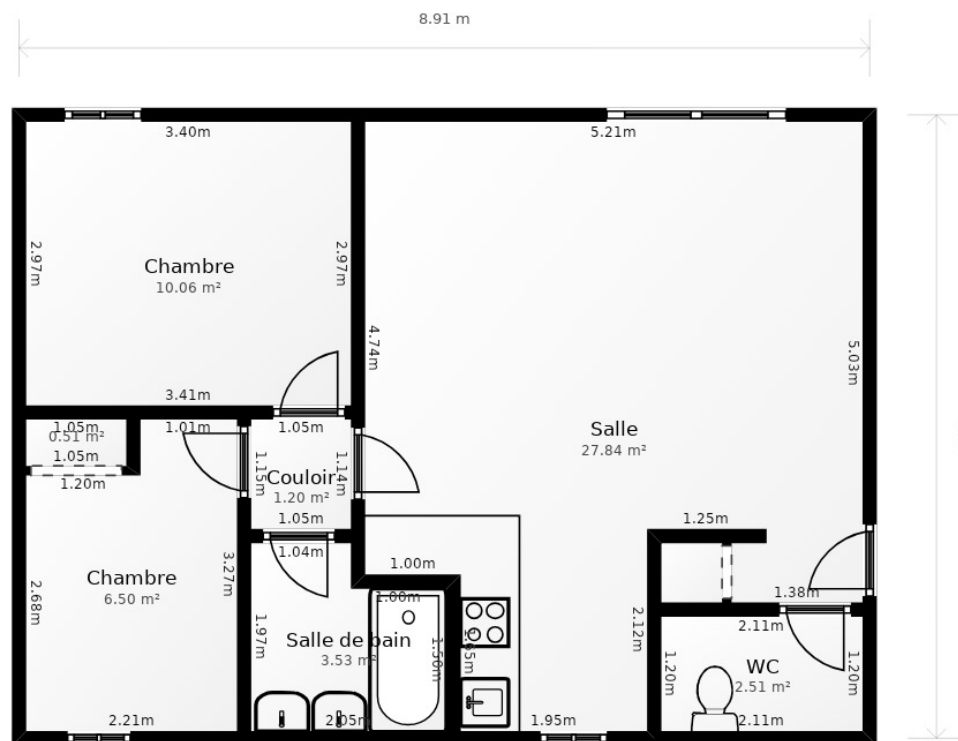 8.91 m
3.40m
5.21m
2.97m
2.97m
Chambre
10.06 m²
4.74m
5.03m
3.41m
1.05m
0.51 m²
1.01m
1.05m
1.05m
1.20m
Salle
27.84 m²
1.15m
Couloir
1.14m
1.20 m²
1.05m
1.04m
1.25m
1.00m
Chambre
6.50 m²
2.68m
3.27m
1.00m
1.38m
1.97m
Salle de bain
3.53 m²
1.50m
2.12m
2.11m
1.20m
WC
2.51 m²
1.20m
2.21m
2.05m
1.95m
2.11m